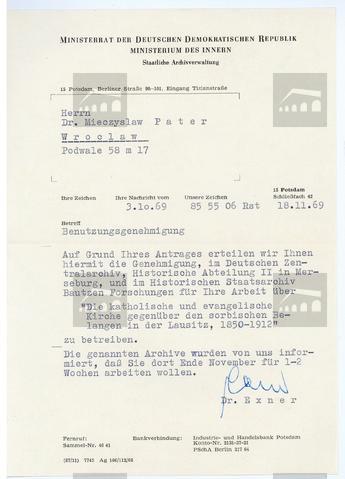 MINISTERRAT DER DEUTSCHEN DEMOKRATISCHEN REPUBLIK
MINISTERIUM DES INNERN
Staatliche Archivverwaltung
15 Potsdam, Berliner Straße 98-101, Eingang Tizianstraße
Herrn
Dr. Mieczyslaw Pater
Wroclaw
Podwale 58 m 17
Ihre Zeichen Ihre Nachricht vom Unsere Zeichen
15 Potsdam
Schließfach 42
3.10.69 85 55 06 Rst 18.11.69
Betreff
Benutzungsgenehmigung
Auf Grund Ihres Antrages erteilen wir Ihnen
hiermit die Genehmigung, im Deutschen Zen-
tralarchiv, Historische Abteilung II in Mer-
seburg, und im Historischen Staatsarchiv
Bautzen Forschungen für Ihre Arbeit über
"Die katholische und evangelische
Kirche gegenüber den sorbischen Be-
langen in der Lausitz, 1850-1912"
zu betreiben.
Die genannten Archive wurden von uns infor-
miert, daß Sie dort Ende November für 1-2
Wochen arbeiten wollen.
Dr. Exner
Fernruf:
Sammel-Nr. 46 41
Bankverbindung:
Industrie- und Handelsbank Potsdam
Konto-Nr. 2131-37-21
PSchA Berlin